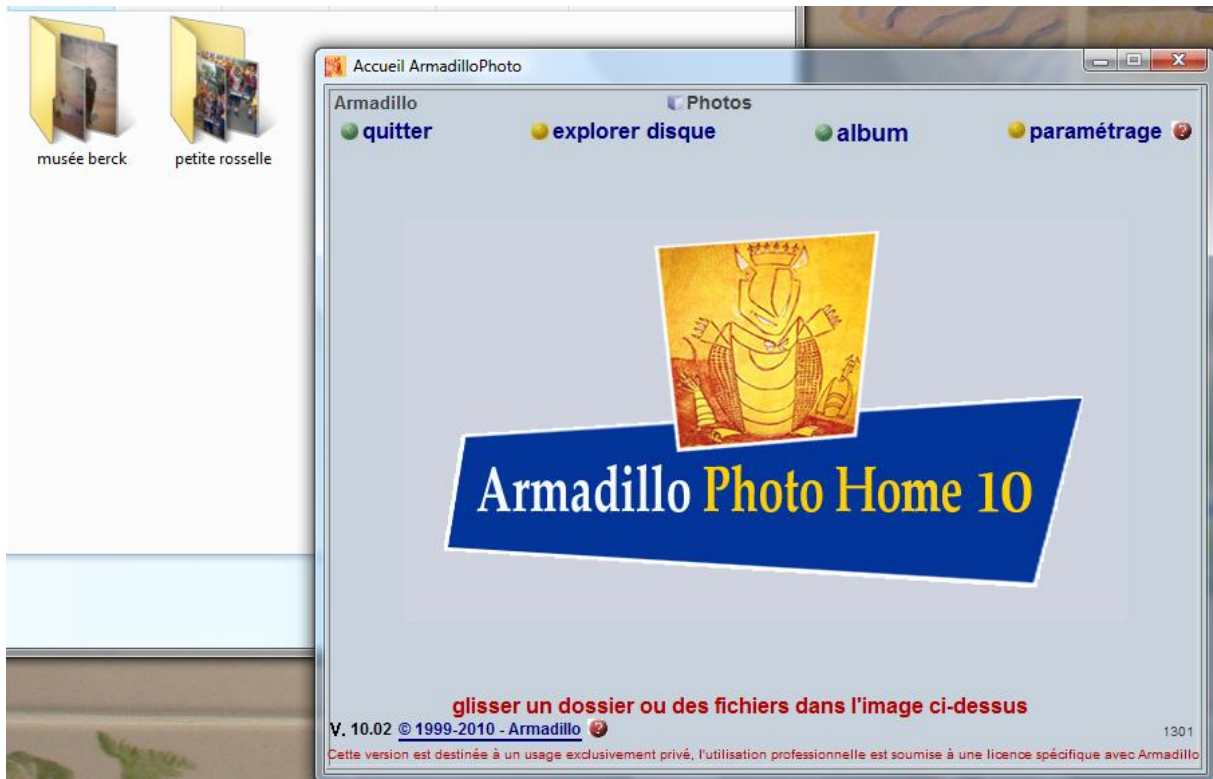 musée berck
petite rosselle
Accueil ArmadilloPhoto
Armadillo
Photos
quitter
explorer disque
album
paramétrage ?
Armadillo Photo Home 10
glisser un dossier ou des fichiers dans l'image ci-dessus
V. 10.02 © 1999-2010 - Armadillo ?
1301
Cette version est destinée à un usage exclusivement privé, l'utilisation professionnelle est soumise à une licence spécifique avec Armadillo